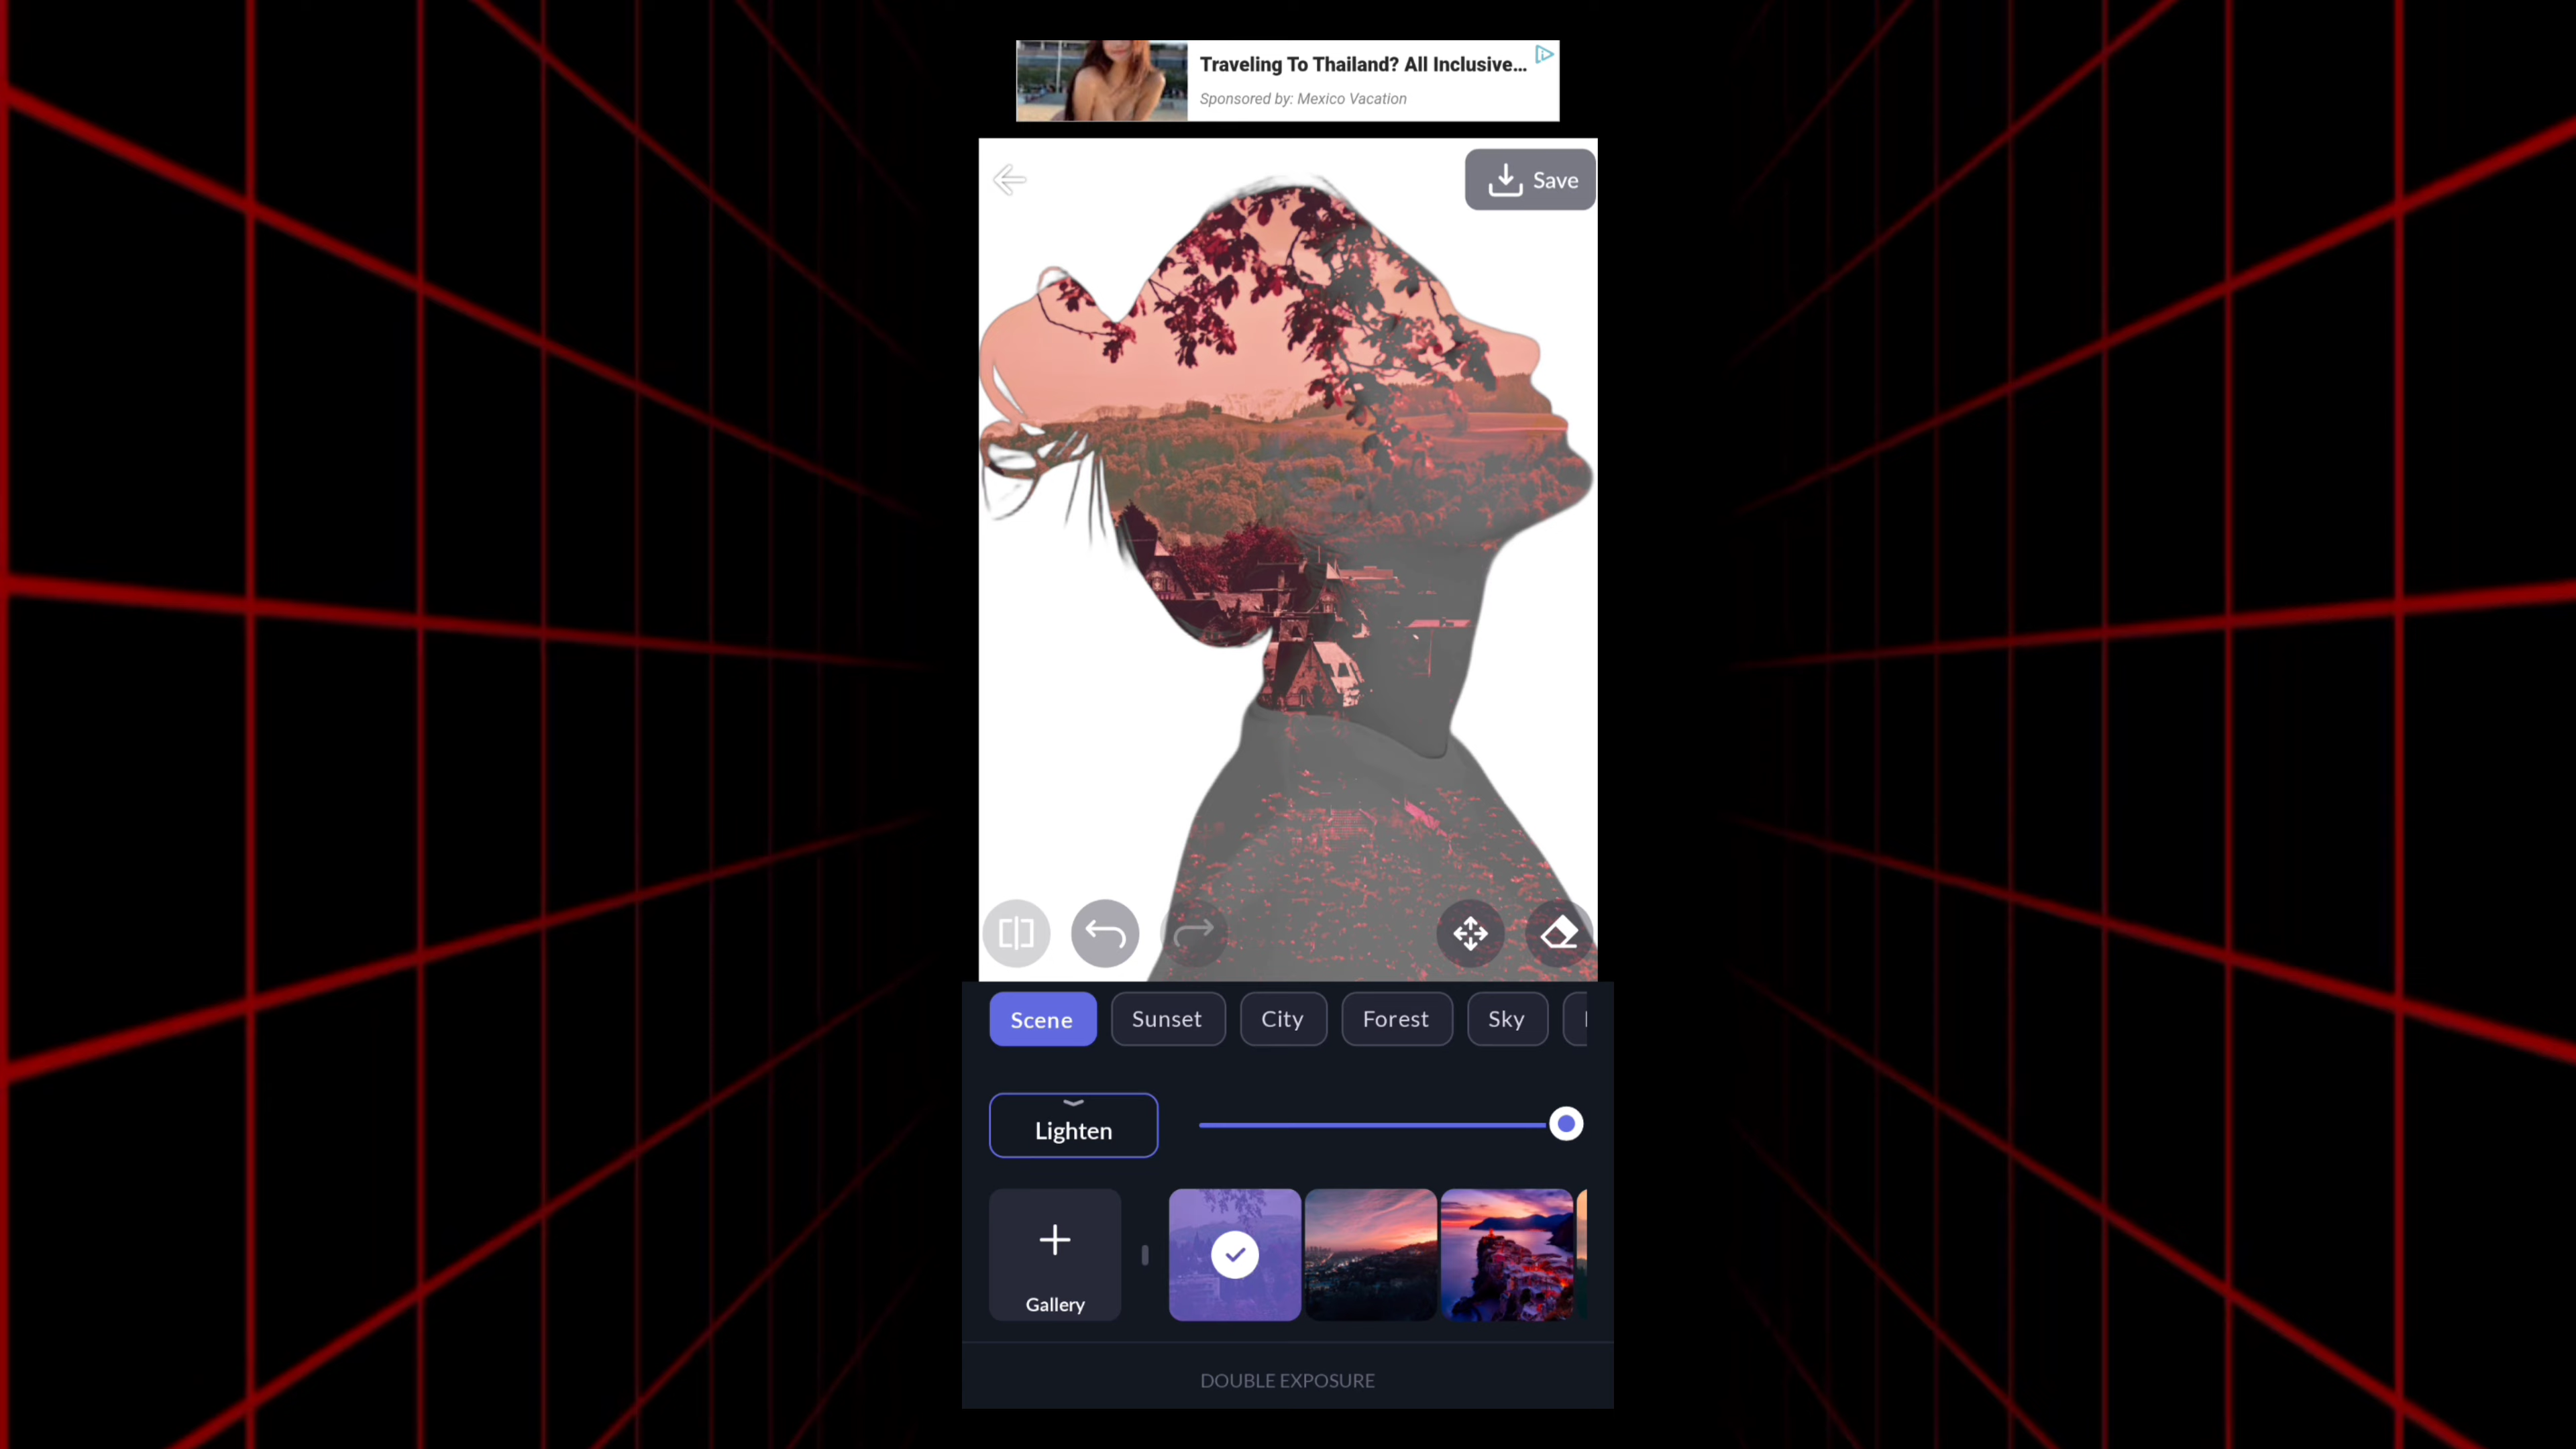 Traveling To Thailand? All Inclusive...
Sponsored by: Mexico Vacation
Save
Scene
Sunset
City
Forest
Sky
Lighten
Gallery
DOUBLE EXPOSURE